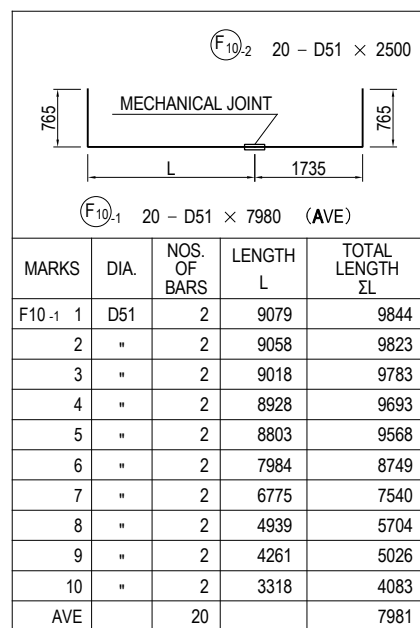 F10-2 20 – D51 × 2500
765 MECHANICAL JOINT 765
L 1735
F10-1 20 – D51 × 7980 (AVE)
MARKS DIA. NOS. OF BARS LENGTH L TOTAL LENGTH ΣL
F10 -1 1 D51 2 9079 9844
2 " 2 9058 9823
3 " 2 9018 9783
4 " 2 8928 9693
5 " 2 8803 9568
6 " 2 7984 8749
7 " 2 6775 7540
8 " 2 4939 5704
9 " 2 4261 5026
10 " 2 3318 4083
AVE 20 7981